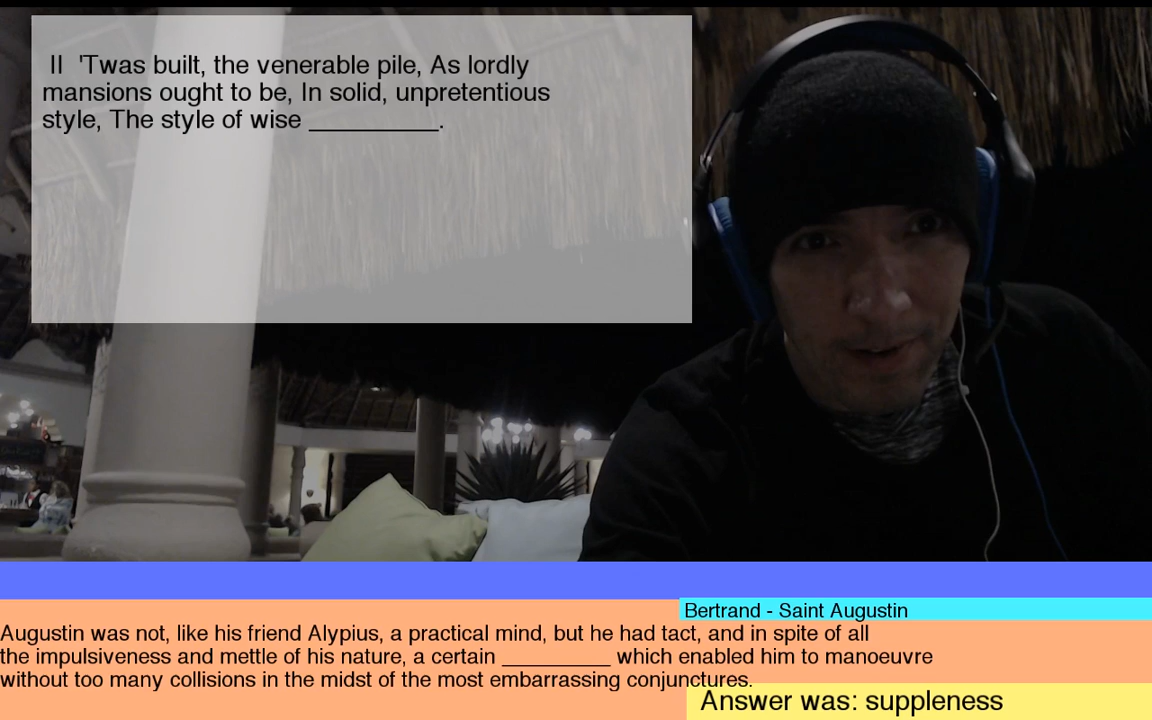 II 'Twas built, the venerable pile, As lordly
mansions ought to be, In solid, unpretentious
style, The style of wise __________.
Bertrand - Saint Augustin
Augustin was not, like his friend Alypius, a practical mind, but he had tact, and in spite of all
the impulsiveness and mettle of his nature, a certain __________ which enabled him to manoeuvre
without too many collisions in the midst of the most embarrassing conjunctures.
Answer was: suppleness